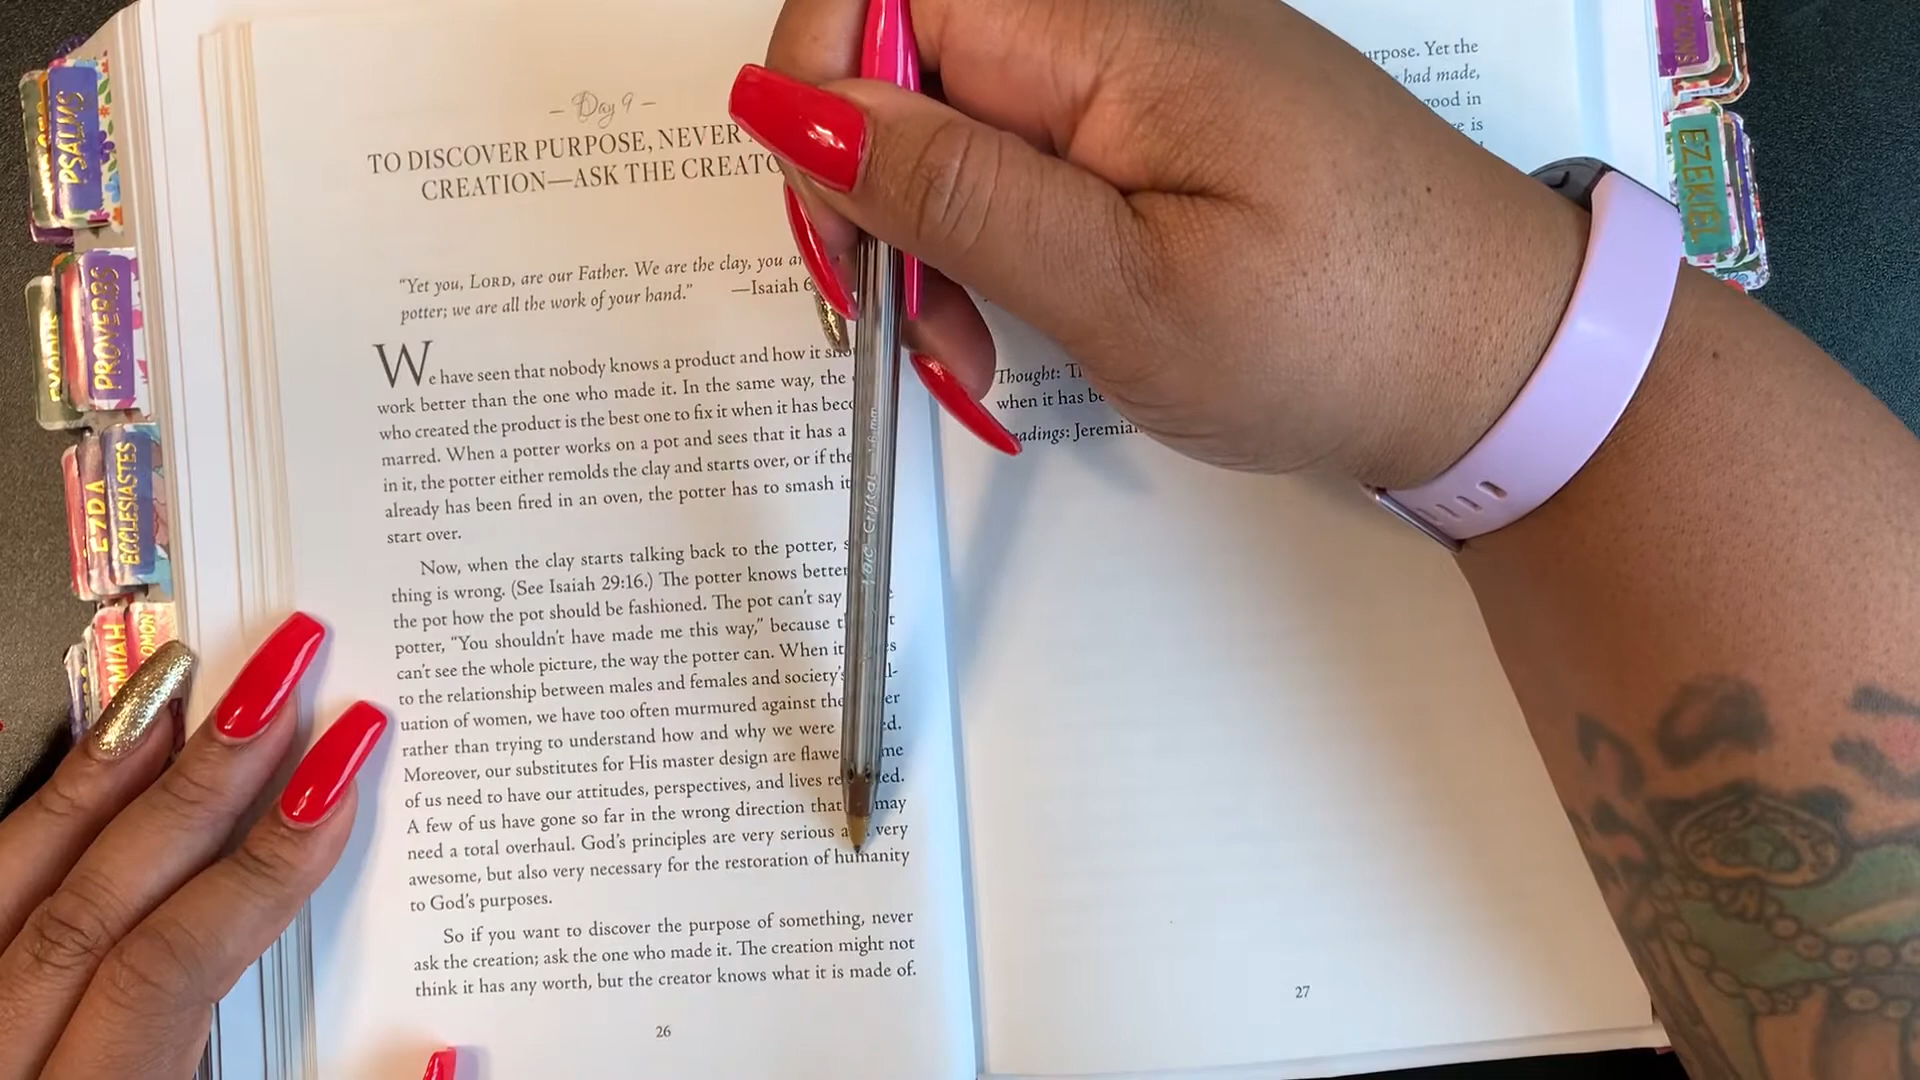 Day 9
TO DISCOVER PURPOSE, NEVER
CREATION—ASK THE
"Yet you, LORD, are our Father. We are the clay, you
potter; we are all the work of your hand." —Isaiah
We have seen that nobody knows a product and how it
work better than the one who made it. In the same way, the
who created the product is the best one to fix it when it has
marred. When a potter works on a pot and sees that it has a
in it, the potter either remolds the clay and starts over, or if the
already has been fired in an oven, the potter has to smash it
start over.
Now, when the clay starts talking back to the potter,
thing is wrong. (See Isaiah 29:16.) The potter knows better
the pot how the pot should be fashioned. The pot can't say
potter, "You shouldn't have made me this way," because
can't see the whole picture, the way the potter can. When it
to the relationship between males and females and society's
uation of women, we have too often murmured against the
rather than trying to understand how and why we were
Moreover, our substitutes for His master design are
of us need to have our attitudes, perspectives, and lives
A few of us have gone so far in the wrong direction that may
need a total overhaul. God's principles are very serious very
awesome, but also very necessary for the restoration of humanity
to God's purposes.
So if you want to discover the purpose of something, never
ask the creation; ask the one who made it. The creation might not
think it has any worth, but the creator knows what it is made of.
26
Yet the
had made,
good in
is
Thought:
when it has
Jeremiah
27
PSALMS
PROVERBS
EZRA
ECCLESIASTES
EZEKIEL
BIC Cristal 1.6mm